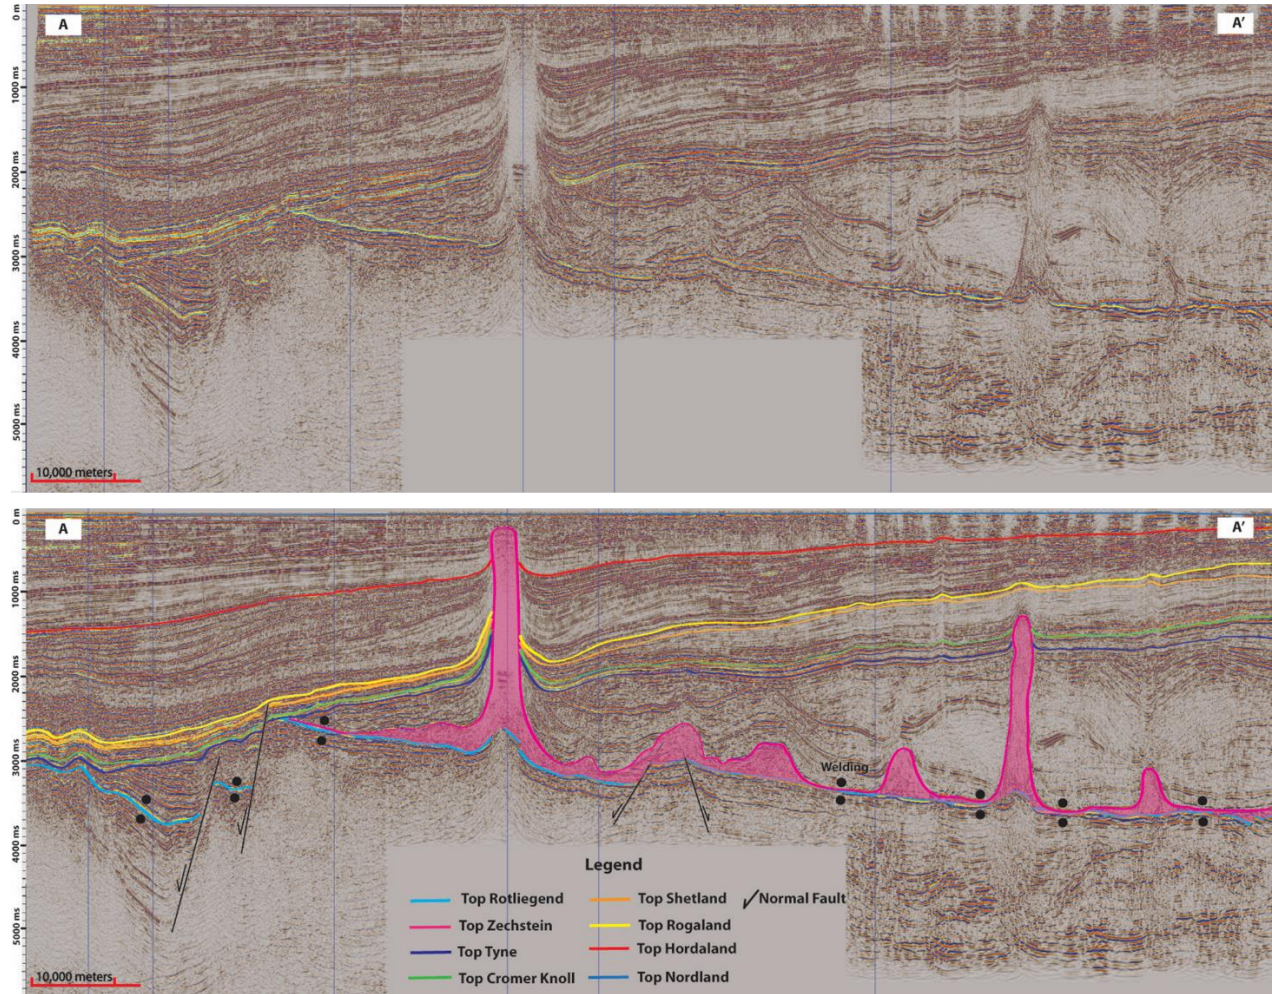 0 m
A
A'
1000 ms
2000 ms
3000 ms
4000 ms
5000 ms
10,000 meters
0 m
A
A'
1000 ms
2000 ms
3000 ms
Welding
4000 ms
Legend
Top Rotliegend
Top Shetland
Normal Fault
Top Zechstein
Top Rogaland
Top Tyne
Top Hordaland
Top Cromer Knoll
Top Nordland
5000 ms
10,000 meters